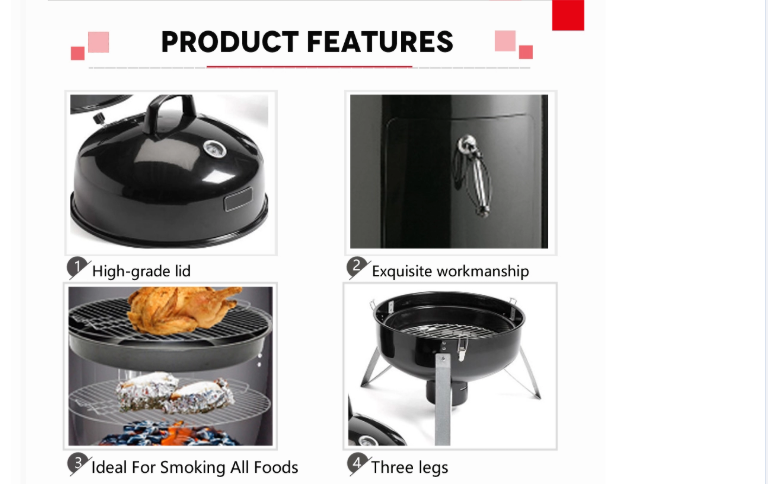 PRODUCT FEATURES
1 High-grade lid
2 Exquisite workmanship
3 Ideal For Smoking All Foods
4 Three legs